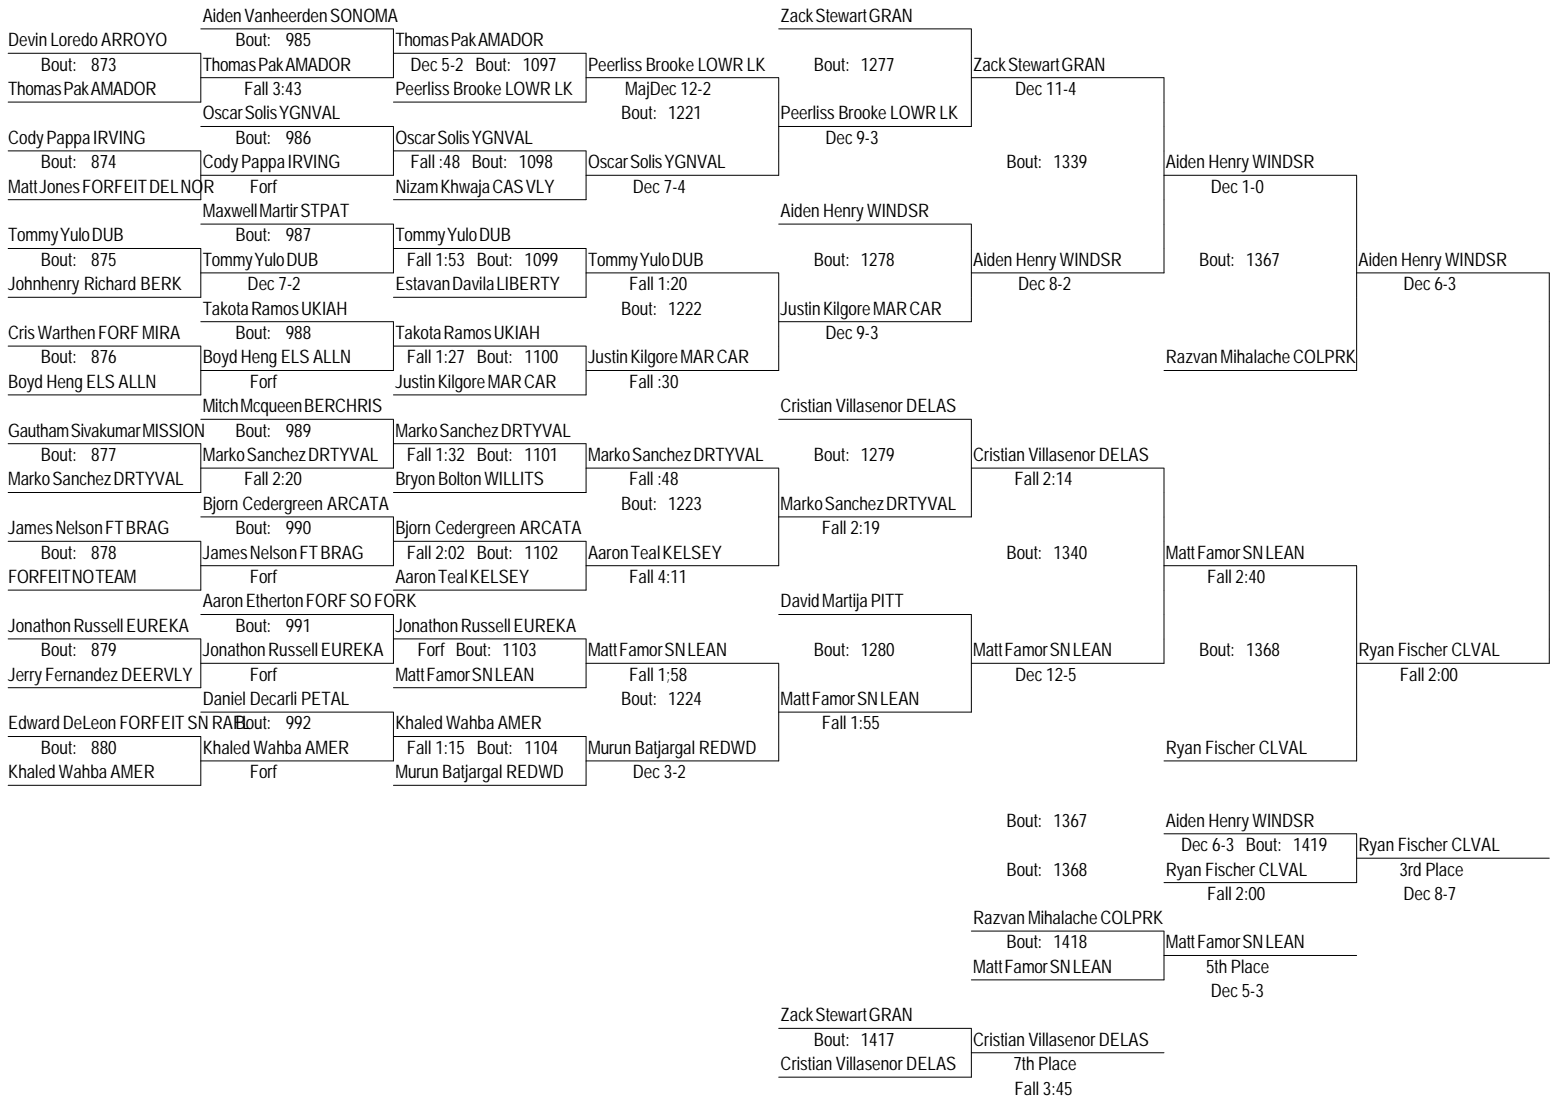 Aiden Vanheerden SONOMA Zack Stewart GRAN
Devin Loredo ARROYO Bout: 985 Thomas Pak AMADOR
Bout: 873 Thomas Pak AMADOR Dec 5-2 Bout: 1097 Peerliss Brooke LOWR LK Bout: 1277 Zack Stewart GRAN
Thomas Pak AMADOR Fall 3:43 Peerliss Brooke LOWR LK MajDec 12-2 Dec 11-4
Oscar Solis YGNVAL Bout: 1221 Peerliss Brooke LOWR LK
Cody Pappa IRVING Bout: 986 Oscar Solis YGNVAL Dec 9-3
Bout: 874 Cody Pappa IRVING Fall :48 Bout: 1098 Oscar Solis YGNVAL Bout: 1339 Aiden Henry WINDSR
Matt Jones FORFEIT DEL NOR Forf Nizam Khwaja CAS VLY Dec 7-4 Dec 1-0
Maxwell Martir STPAT Aiden Henry WINDSR
Tommy Yulo DUB Bout: 987 Tommy Yulo DUB
Bout: 875 Tommy Yulo DUB Fall 1:53 Bout: 1099 Tommy Yulo DUB Bout: 1278 Aiden Henry WINDSR Bout: 1367 Aiden Henry WINDSR
Johnhenry Richard BERK Dec 7-2 Estavan Davila LIBERTY Fall 1:20 Dec 8-2 Dec 6-3
Takota Ramos UKIAH Bout: 1222 Justin Kilgore MAR CAR
Cris Warthen FORF MIRA Bout: 988 Takota Ramos UKIAH Dec 9-3
Bout: 876 Boyd Heng ELS ALLN Fall 1:27 Bout: 1100 Justin Kilgore MAR CAR Razvan Mihalache COLPRK
Boyd Heng ELS ALLN Forf Justin Kilgore MAR CAR Fall :30
Mitch Mcqueen BERCHRIS Cristian Villasenor DELAS
Gautham Sivakumar MISSION Bout: 989 Marko Sanchez DRTYVAL
Bout: 877 Marko Sanchez DRTYVAL Fall 1:32 Bout: 1101 Marko Sanchez DRTYVAL Bout: 1279 Cristian Villasenor DELAS
Marko Sanchez DRTYVAL Fall 2:20 Bryon Bolton WILLITS Fall :48 Fall 2:14
Bjorn Cedergreen ARCATA Bout: 1223 Marko Sanchez DRTYVAL
James Nelson FT BRAG Bout: 990 Bjorn Cedergreen ARCATA Fall 2:19
Bout: 878 James Nelson FT BRAG Fall 2:02 Bout: 1102 Aaron Teal KELSEY Bout: 1340 Matt Famor SN LEAN
FORFEIT NO TEAM Forf Aaron Teal KELSEY Fall 4:11 Fall 2:40
Aaron Etherton FORF SO FORK David Martija PITT
Jonathon Russell EUREKA Bout: 991 Jonathon Russell EUREKA
Bout: 879 Jonathon Russell EUREKA Forf Bout: 1103 Matt Famor SN LEAN Bout: 1280 Matt Famor SN LEAN Bout: 1368 Ryan Fischer CLVAL
Jerry Fernandez DEERVLY Forf Matt Famor SN LEAN Fall 1;58 Dec 12-5 Fall 2:00
Daniel Decarli PETAL Bout: 1224 Matt Famor SN LEAN
Edward DeLeon FORFEIT SN RAFL Bout: 992 Khaled Wahba AMER Fall 1:55
Bout: 880 Khaled Wahba AMER Fall 1:15 Bout: 1104 Murun Batjargal REDWD Ryan Fischer CLVAL
Khaled Wahba AMER Forf Murun Batjargal REDWD Dec 3-2
Bout: 1367 Aiden Henry WINDSR
Dec 6-3 Bout: 1419 Ryan Fischer CLVAL
Bout: 1368 Ryan Fischer CLVAL 3rd Place
Fall 2:00 Dec 8-7
Razvan Mihalache COLPRK
Bout: 1418 Matt Famor SN LEAN
Matt Famor SN LEAN 5th Place
Dec 5-3
Zack Stewart GRAN
Bout: 1417 Cristian Villasenor DELAS
Cristian Villasenor DELAS 7th Place
Fall 3:45